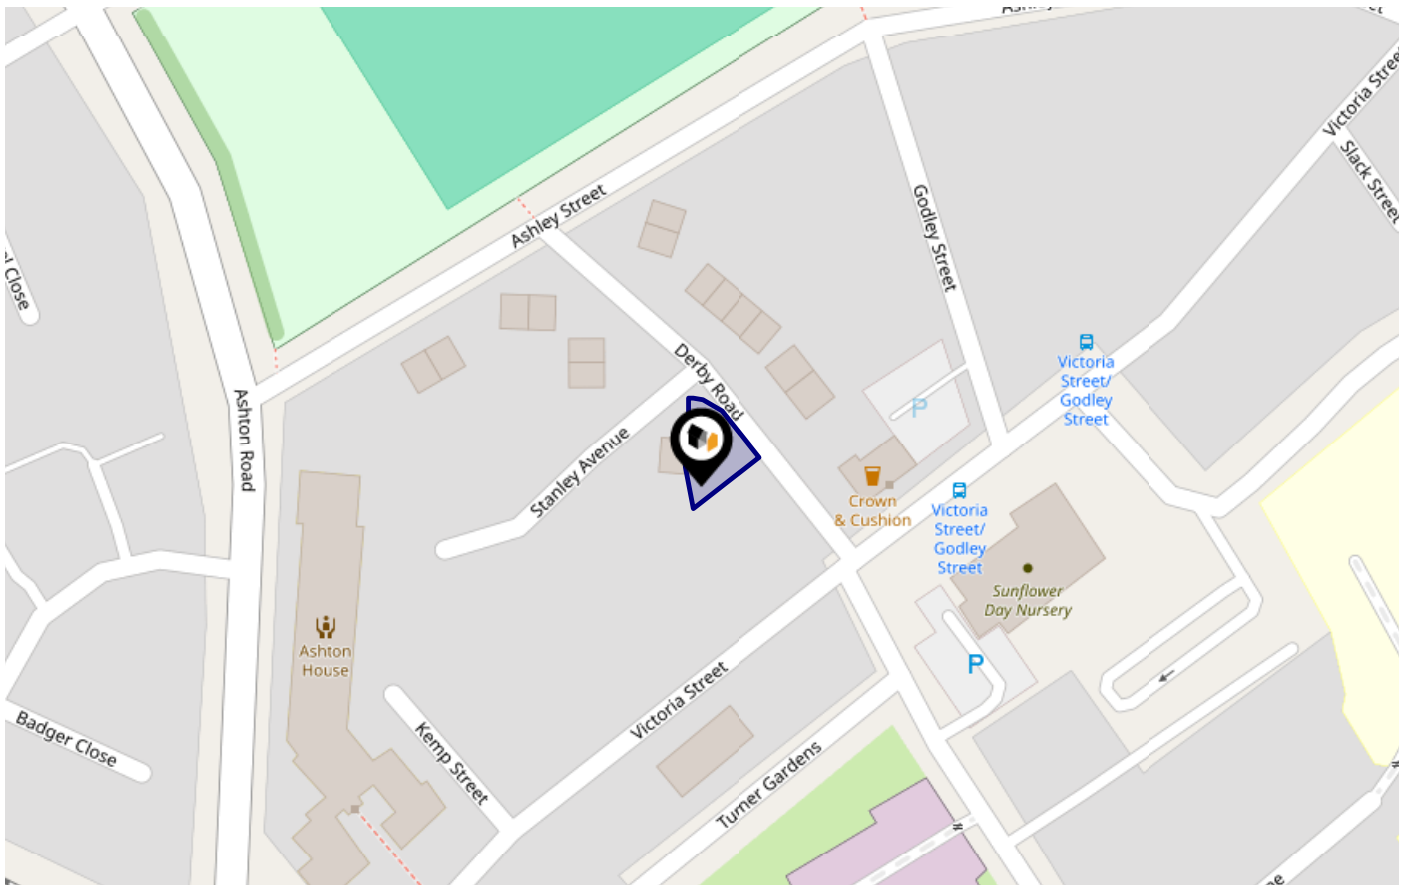 Ashley Street
Godley Street
Victoria Street
Slack Street
Close
Derby Road
Ashton Road
Stanley Avenue
P
Victoria
Street/
Godley
Street
Crown
& Cushion
Victoria
Street/
Godley
Street
Sunflower
Day Nursery
Ashton
House
P
Badger Close
Kemp Street
Victoria Street
Turner Gardens